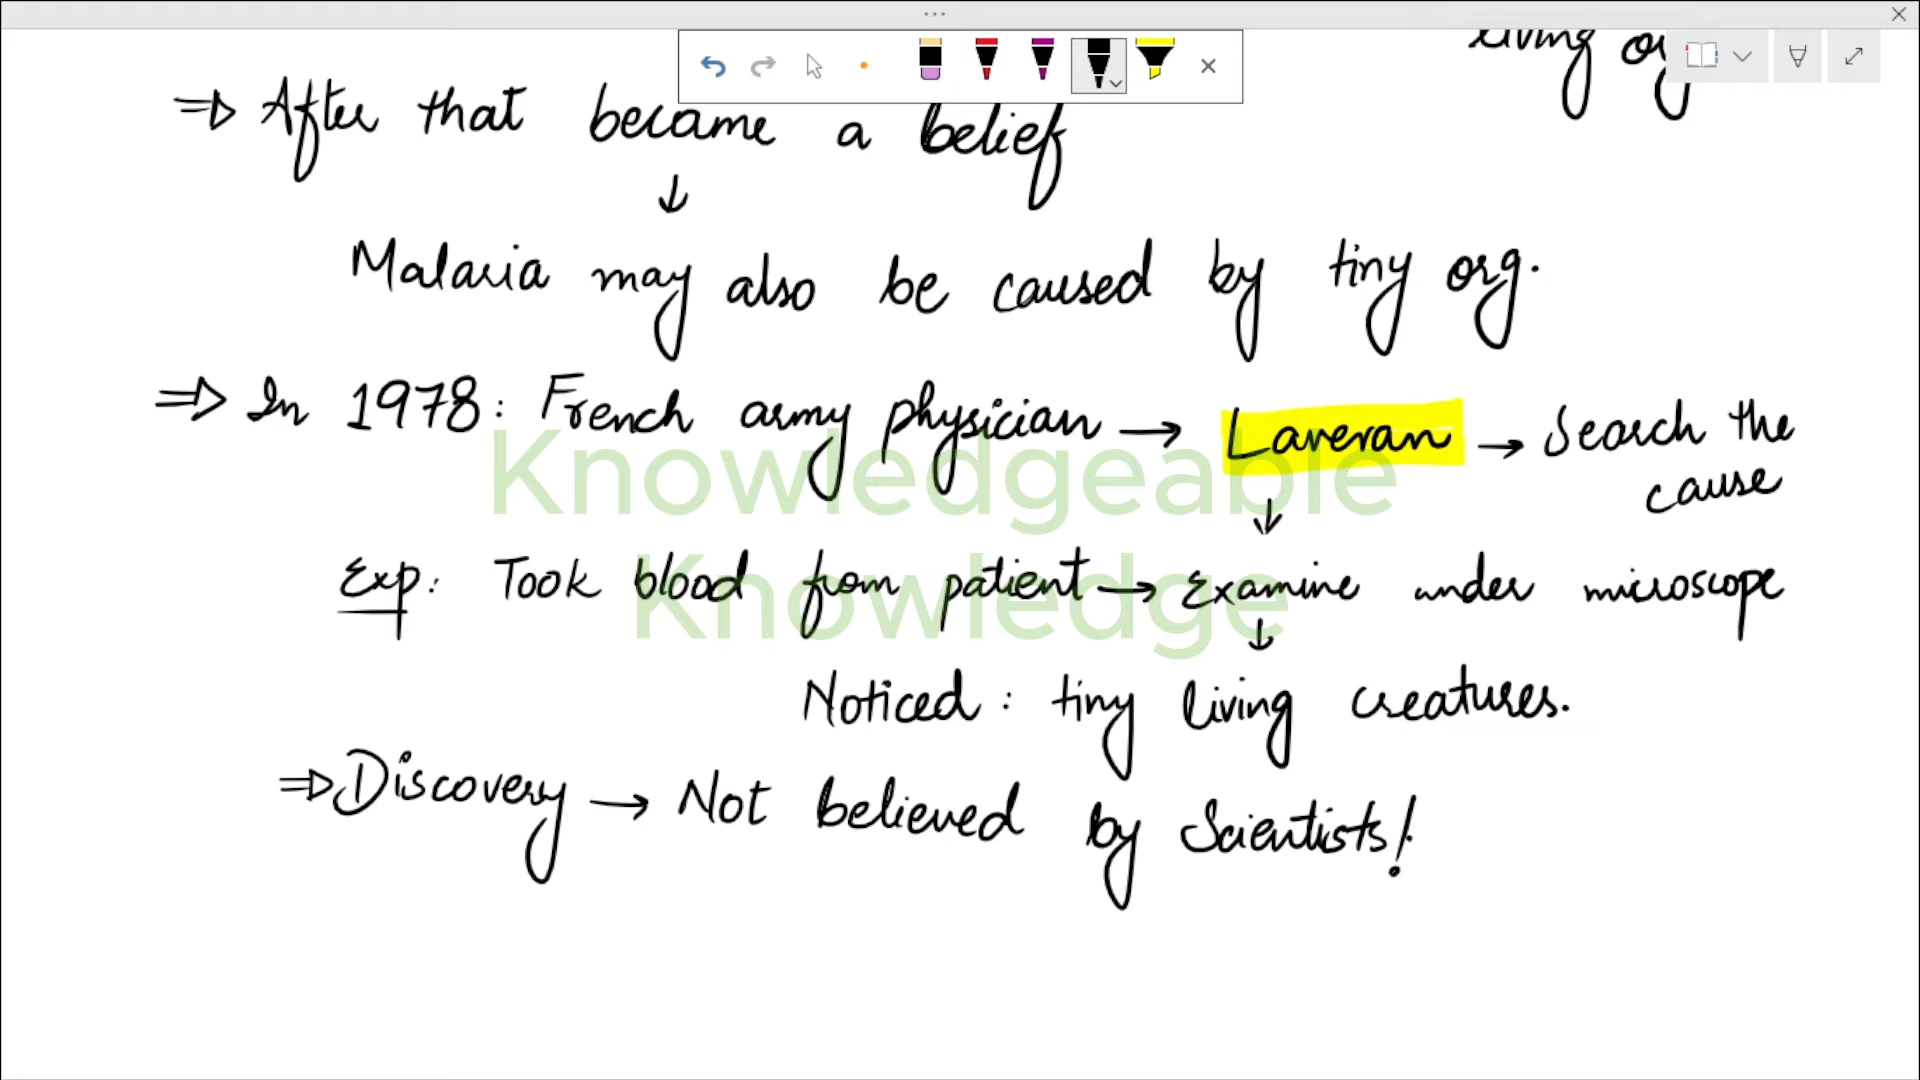 living
⇒ After that became a belief
↓
Malaria may also be caused by tiny org.
⇒ In 1978: French army physician → Laveran → Search the
cause
↓
Knowledgeable
Exp: Took blood from patient → Examine under microscope
Knowledge
↓
Noticed: tiny living creatures.
⇒ Discovery → Not believed by Scientists!